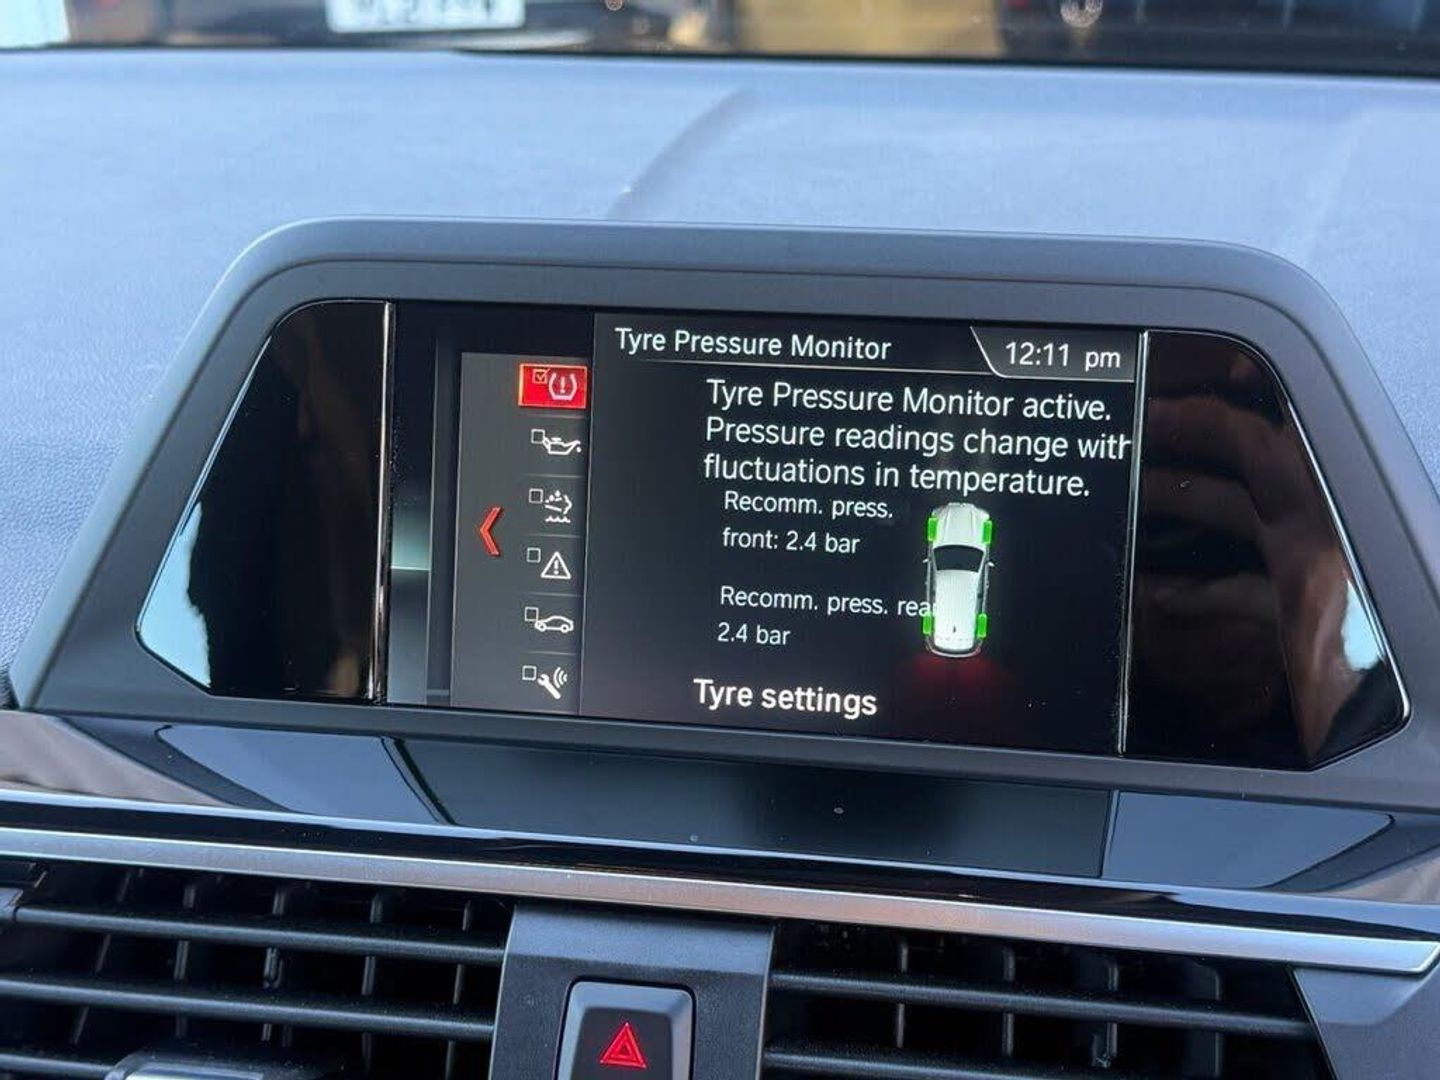 Tyre Pressure Monitor
12:11 pm
Tyre Pressure Monitor active.
Pressure readings change with
fluctuations in temperature.
Recomm. press.
front: 2.4 bar
Recomm. press. rea
2.4 bar
Tyre settings